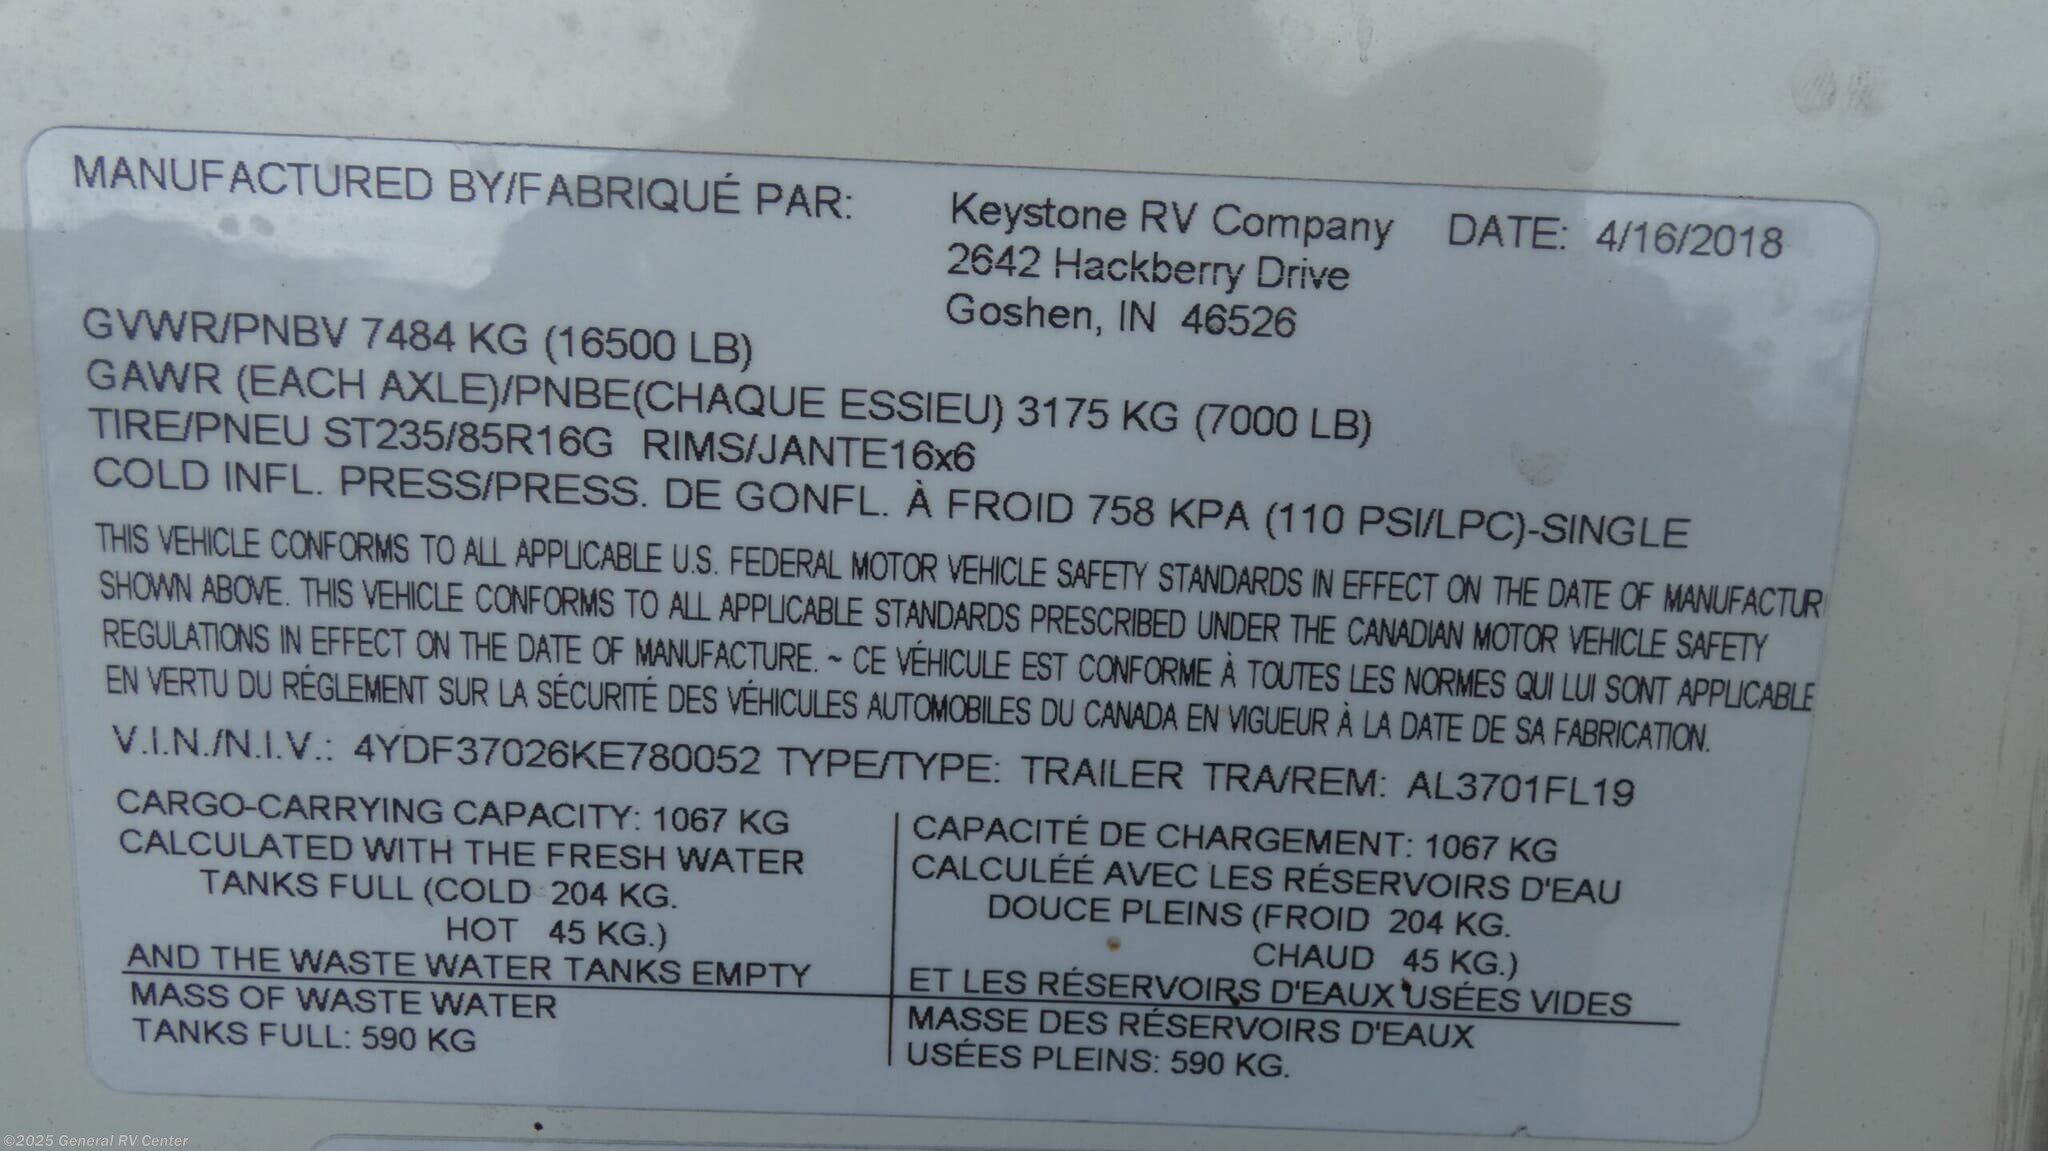 MANUFACTURED BY/FABRIQUÉ PAR: Keystone RV Company DATE: 4/16/2018
2642 Hackberry Drive
Goshen, IN 46526
GVWR/PNBV 7484 KG (16500 LB)
GAWR (EACH AXLE)/PNBE(CHAQUE ESSIEU) 3175 KG (7000 LB)
TIRE/PNEU ST235/85R16G RIMS/JANTE16x6
COLD INFL. PRESS/PRESS. DE GONFL. À FROID 758 KPA (110 PSI/LPC)-SINGLE
THIS VEHICLE CONFORMS TO ALL APPLICABLE U.S. FEDERAL MOTOR VEHICLE SAFETY STANDARDS IN EFFECT ON THE DATE OF MANUFACTUR
SHOWN ABOVE. THIS VEHICLE CONFORMS TO ALL APPLICABLE STANDARDS PRESCRIBED UNDER THE CANADIAN MOTOR VEHICLE SAFETY
REGULATIONS IN EFFECT ON THE DATE OF MANUFACTURE. ~ CE VÉHICULE EST CONFORME À TOUTES LES NORMES QUI LUI SONT APPLICABLE
EN VERTU DU RÉGLEMENT SUR LA SÉCURITÉ DES VÉHICULES AUTOMOBILES DU CANADA EN VIGUEUR À LA DATE DE SA FABRICATION.
V.I.N./N.I.V.: 4YDF37026KE780052 TYPE/TYPE: TRAILER TRA/REM: AL3701FL19
CARGO-CARRYING CAPACITY: 1067 KG
CALCULATED WITH THE FRESH WATER
TANKS FULL (COLD 204 KG.
HOT 45 KG.)
AND THE WASTE WATER TANKS EMPTY
MASS OF WASTE WATER
TANKS FULL: 590 KG
CAPACITÉ DE CHARGEMENT: 1067 KG
CALCULÉÉ AVEC LES RÉSERVOIRS D'EAU
DOUCE PLEINS (FROID 204 KG.
CHAUD 45 KG.)
ET LES RÉSERVOIRS D'EAUX USÉES VIDES
MASSE DES RÉSERVOIRS D'EAUX
USÉES PLEINS: 590 KG.
©2025 General RV Center